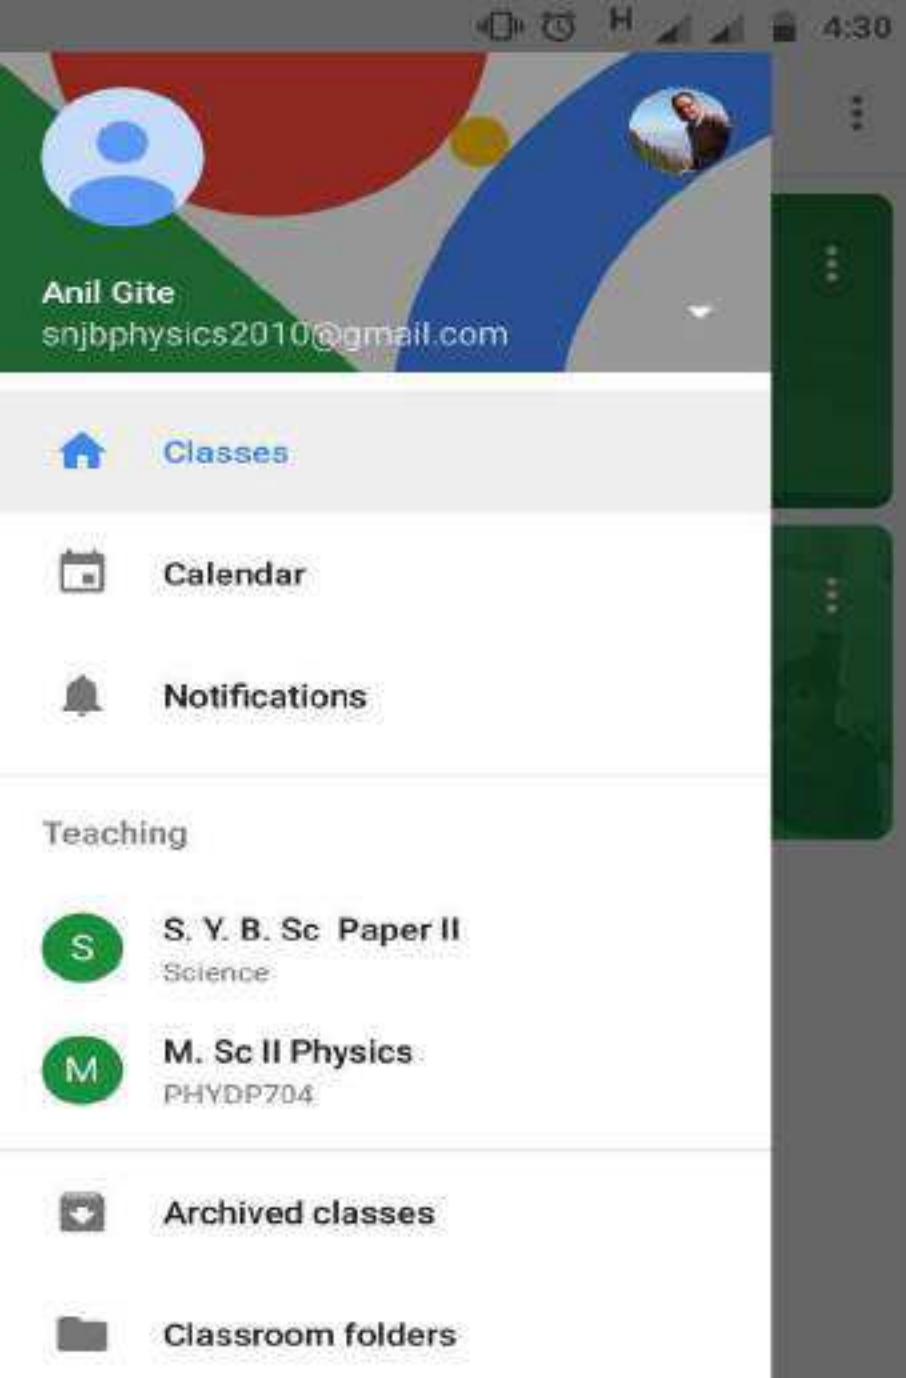 H 4:30
Anil Gite
snjbphysics2010@gmail.com
Classes
Calendar
Notifications
Teaching
S
S. Y. B. Sc Paper II
Science
M
M. Sc II Physics
PHYDP704
Archived classes
Classroom folders